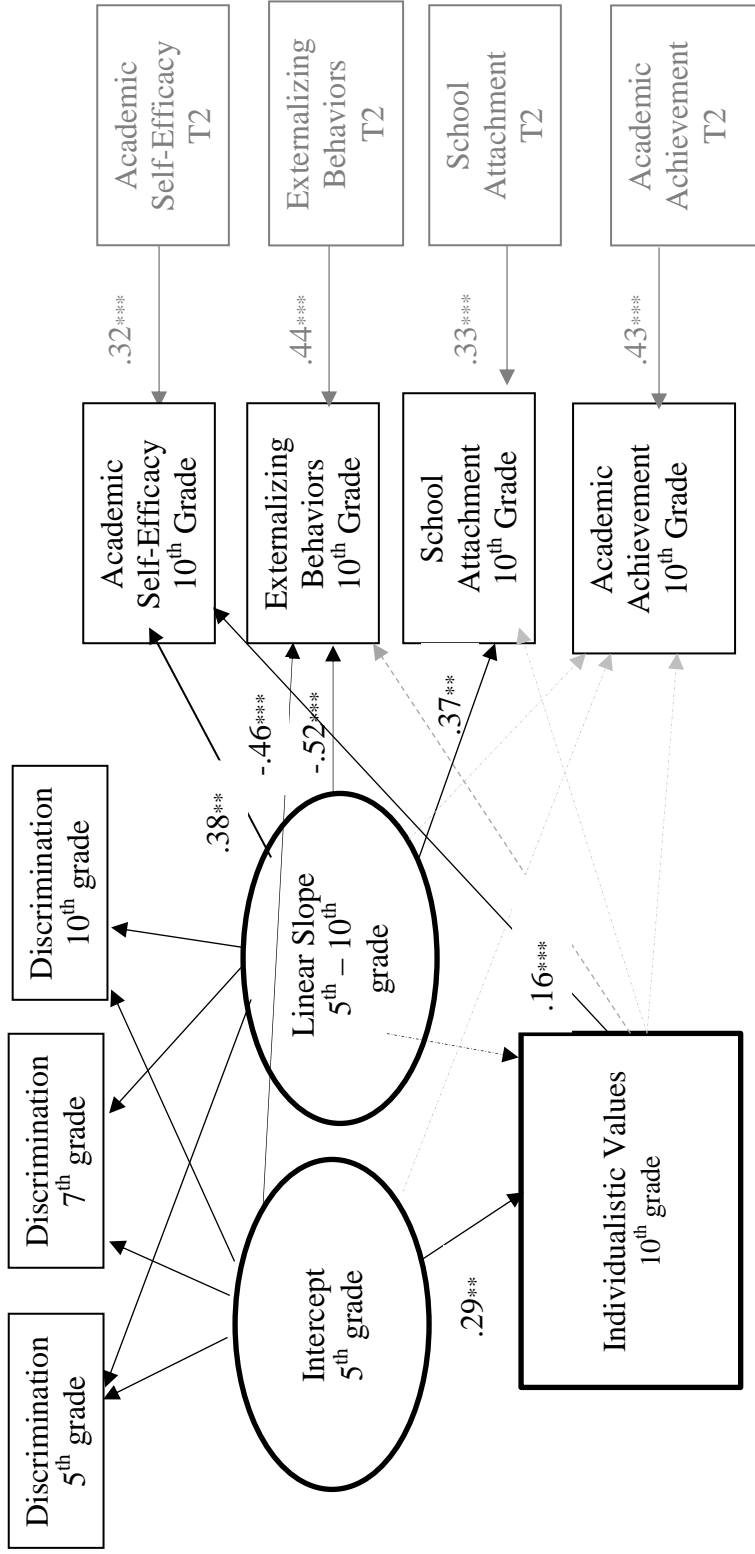 Discrimination
5th grade
Discrimination
7th grade
Discrimination
10th grade
Intercept
5th grade
Linear Slope
5th – 10th
grade
Individualistic Values
10th grade
.29**
.16***
.38**
-.46***
-.52***
.37**
Academic
Self-Efficacy
10th Grade
Externalizing
Behaviors
10th Grade
School
Attachment
10th Grade
Academic
Achievement
10th Grade
.32***
.44***
.33***
.43***
Academic
Self-Efficacy
T2
Externalizing
Behaviors
T2
School
Attachment
T2
Academic
Achievement
T2